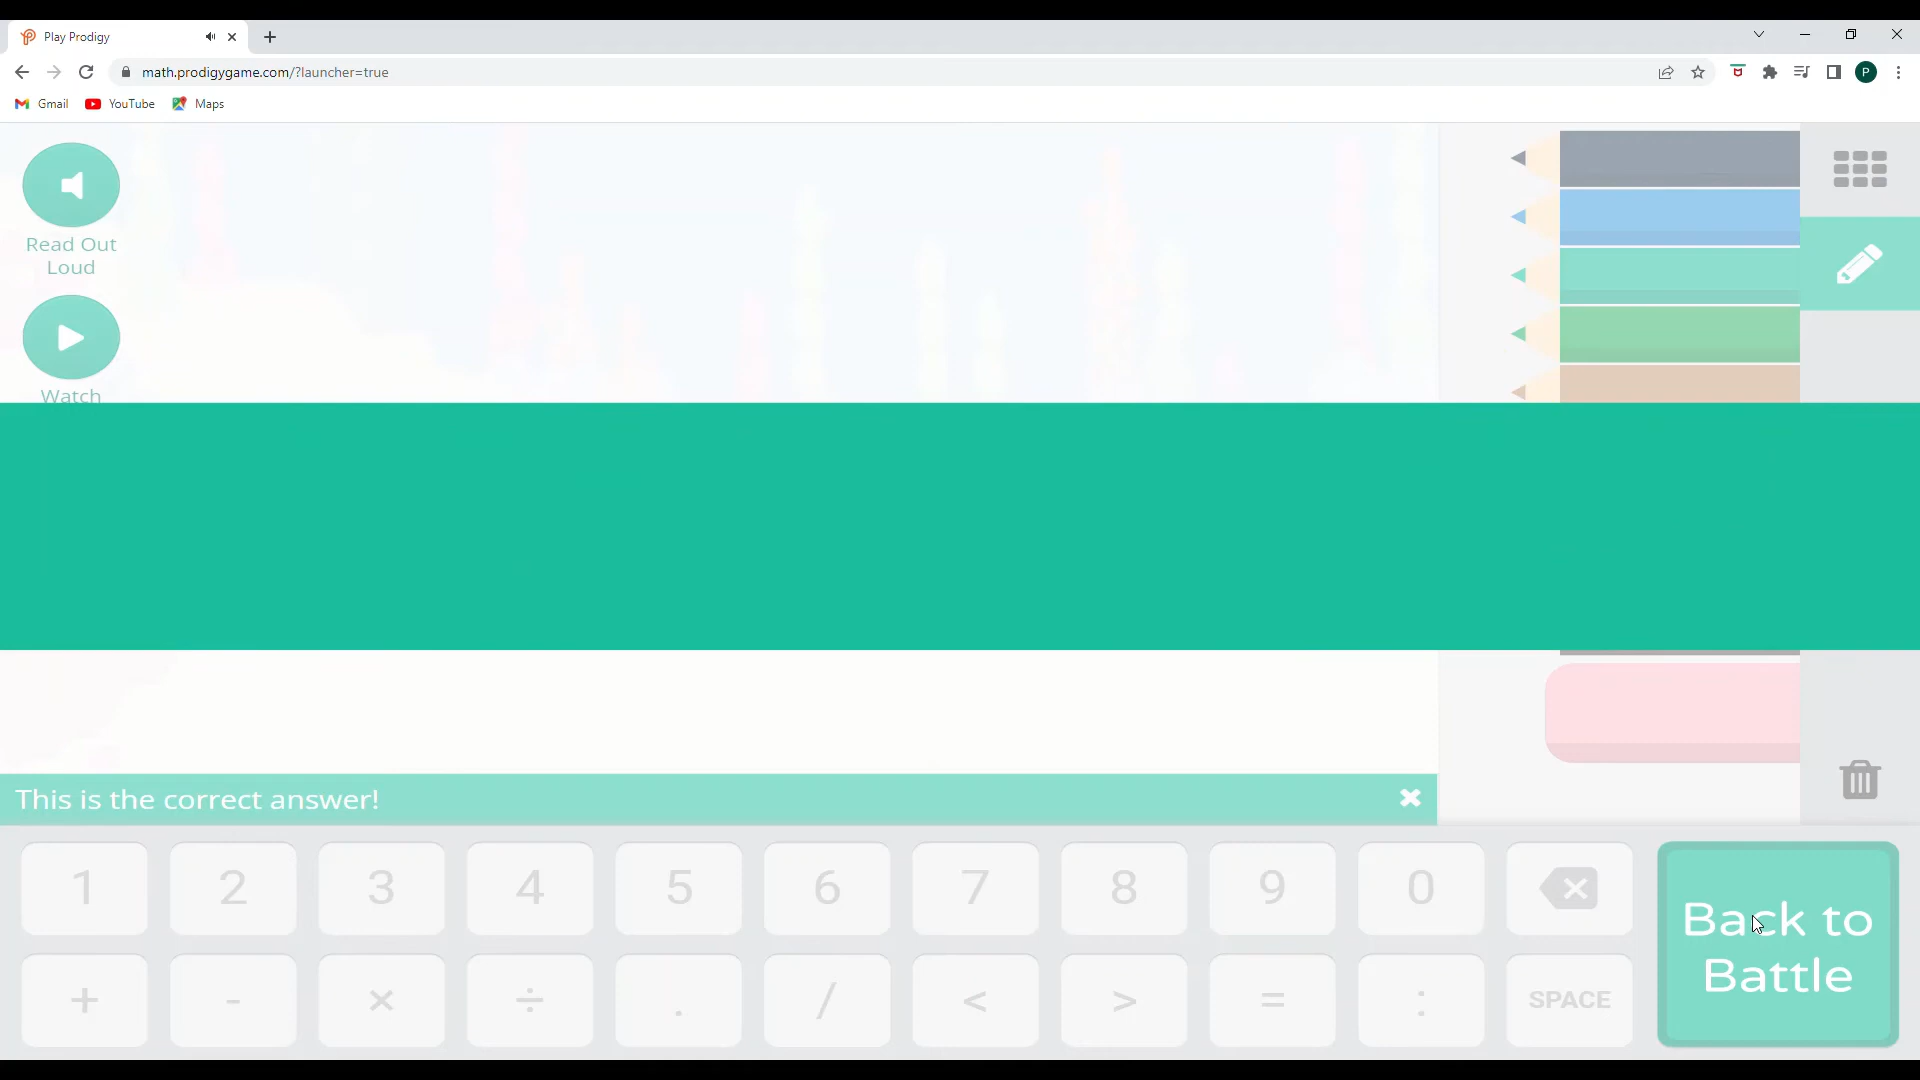 Play Prodigy
math.prodigygame.com/?launcher=true
P
Gmail YouTube Maps
Read Out
Loud
Watch
This is the correct answer!
1 2 3 4 5 6 7 8 9 0
+ - × ÷ . / < > = : SPACE
Back to
Battle